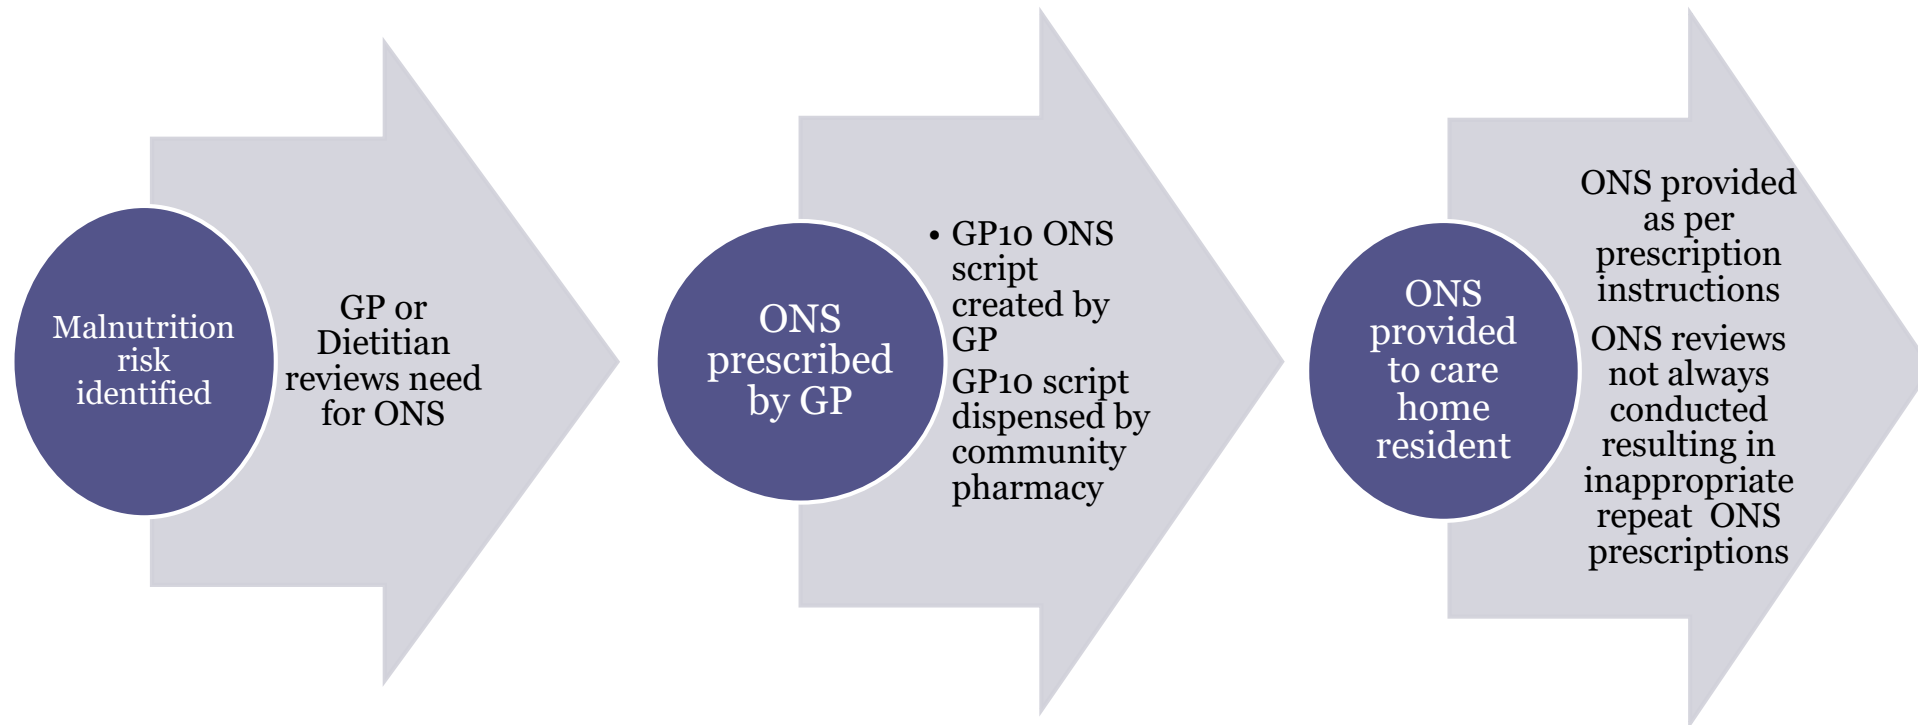 Malnutrition
risk
identified
GP or
Dietitian
reviews need
for ONS
ONS
prescribed
by GP
• GP10 ONS
script
created by
GP
GP10 script
dispensed by
community
pharmacy
ONS
provided
to care
home
resident
ONS provided
as per
prescription
instructions
ONS reviews
not always
conducted
resulting in
inappropriate
repeat ONS
prescriptions